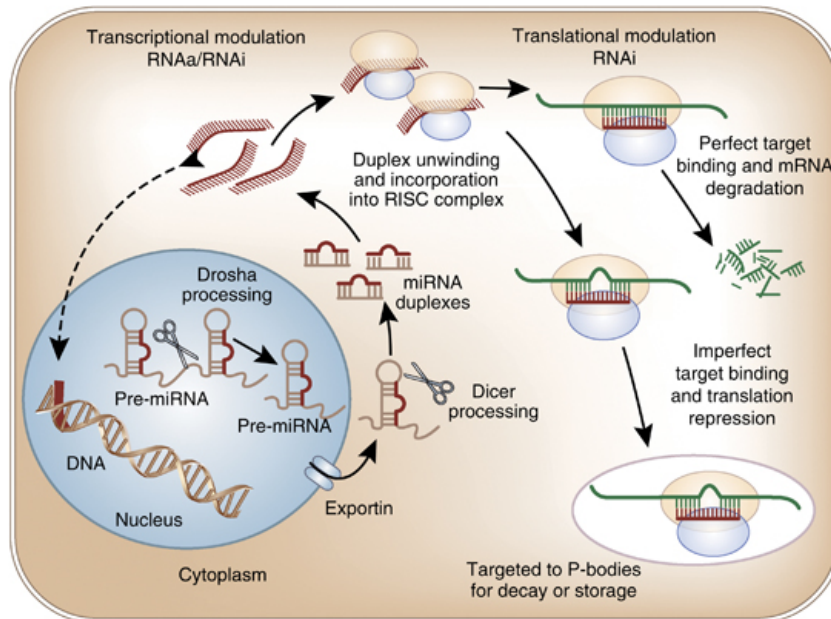 Transcriptional modulation
RNAa/RNAi
Translational modulation
RNAi
Duplex unwinding
and incorporation
into RISC complex
Perfect target
binding and mRNA
degradation
Drosha
processing
miRNA
duplexes
Pre-miRNA
Pre-miRNA
Dicer
processing
Imperfect
target binding
and translation
repression
DNA
Nucleus
Exportin
Cytoplasm
Targeted to P-bodies
for decay or storage